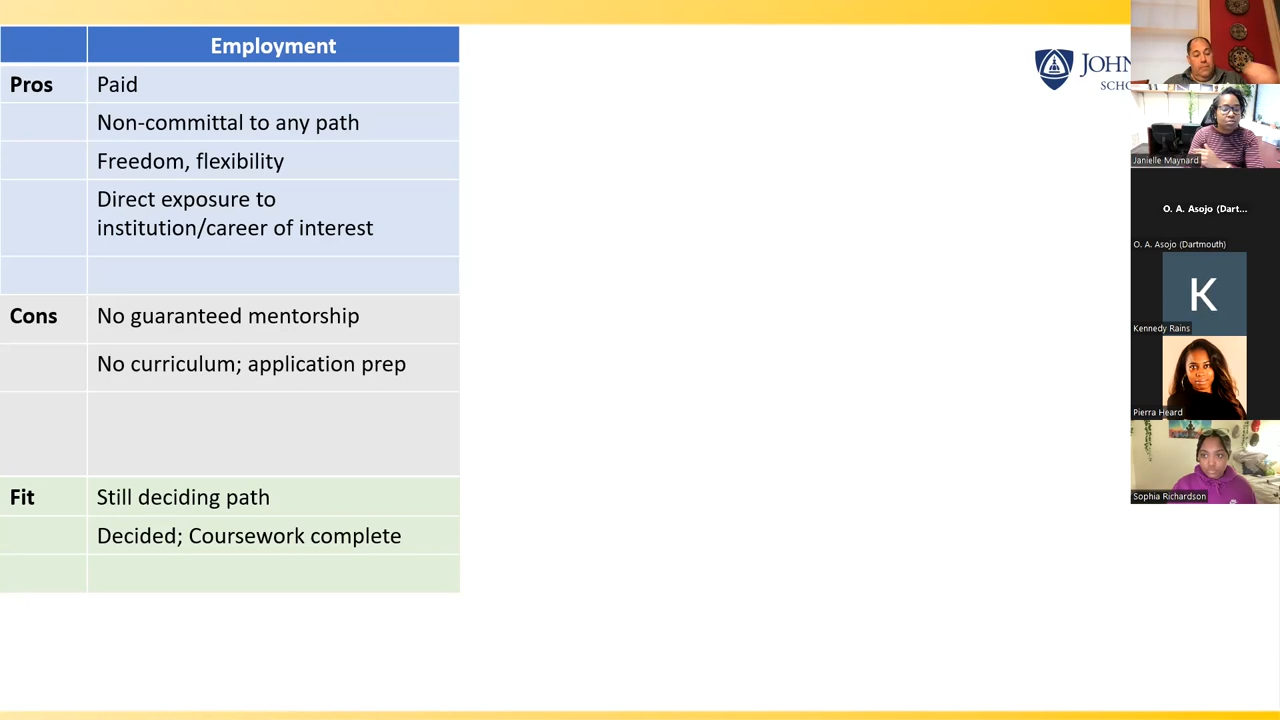 Employment
Pros Paid
Non-committal to any path
Freedom, flexibility
Direct exposure to
institution/career of interest
Cons No guaranteed mentorship
No curriculum; application prep
Fit Still deciding path
Decided; Coursework complete
JOHN
SCHO
Janielle Maynard
O. A. Asojo (Dart...
O. A. Asojo (Dartmouth)
K
Kennedy Rains
Pierra Heard
Sophia Richardson